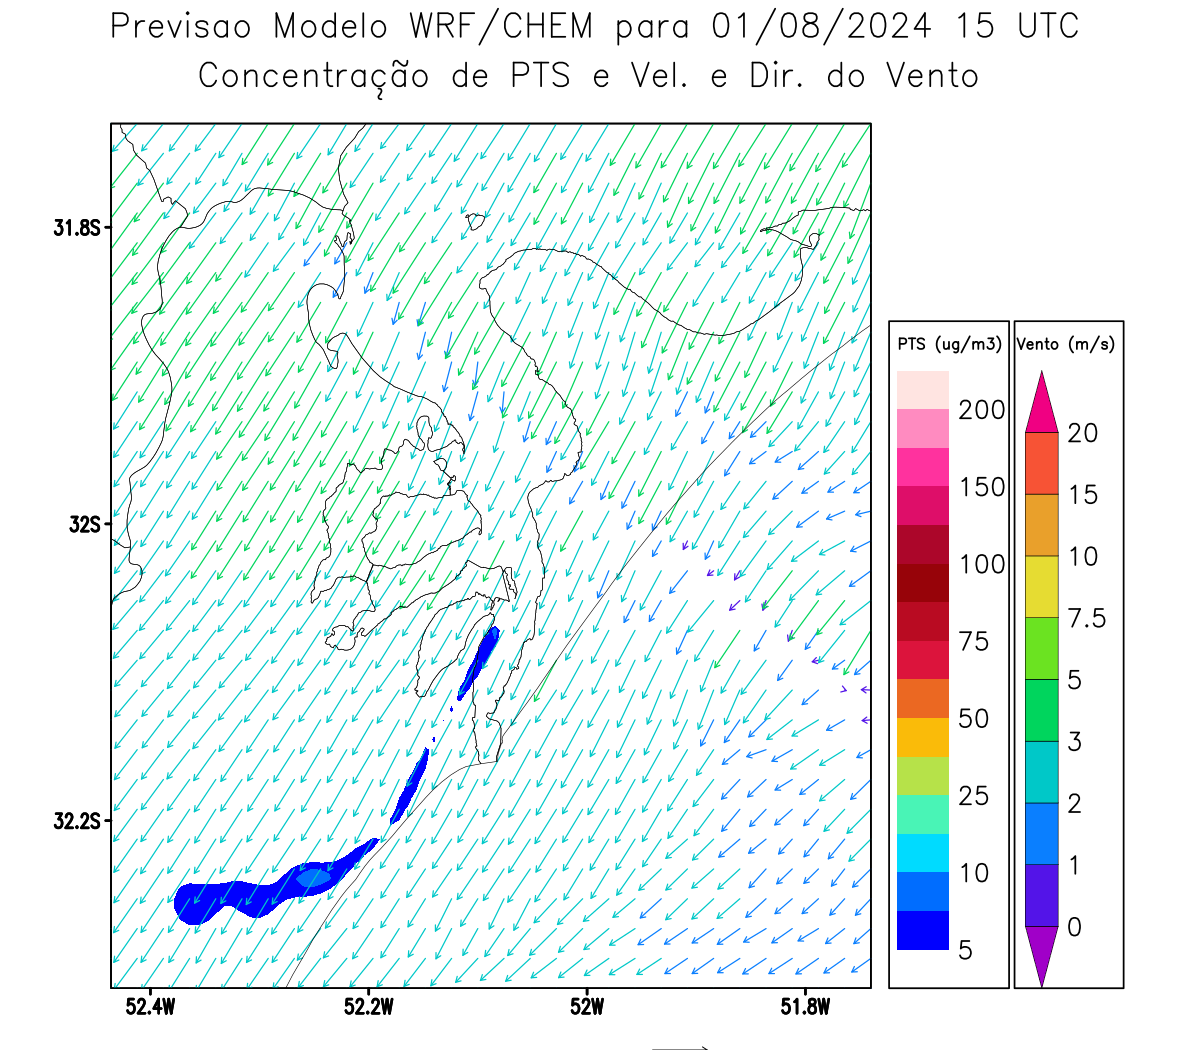 Previsao Modelo WRF/CHEM para 01/08/2024 15 UTC
Concentração de PTS e Vel. e Dir. do Vento
31.8S
32S
32.2S
52.4W 52.2W 52W 51.8W
PTS (ug/m3)
200
150
100
75
50
25
10
5
Vento (m/s)
20
15
10
7.5
5
3
2
1
0